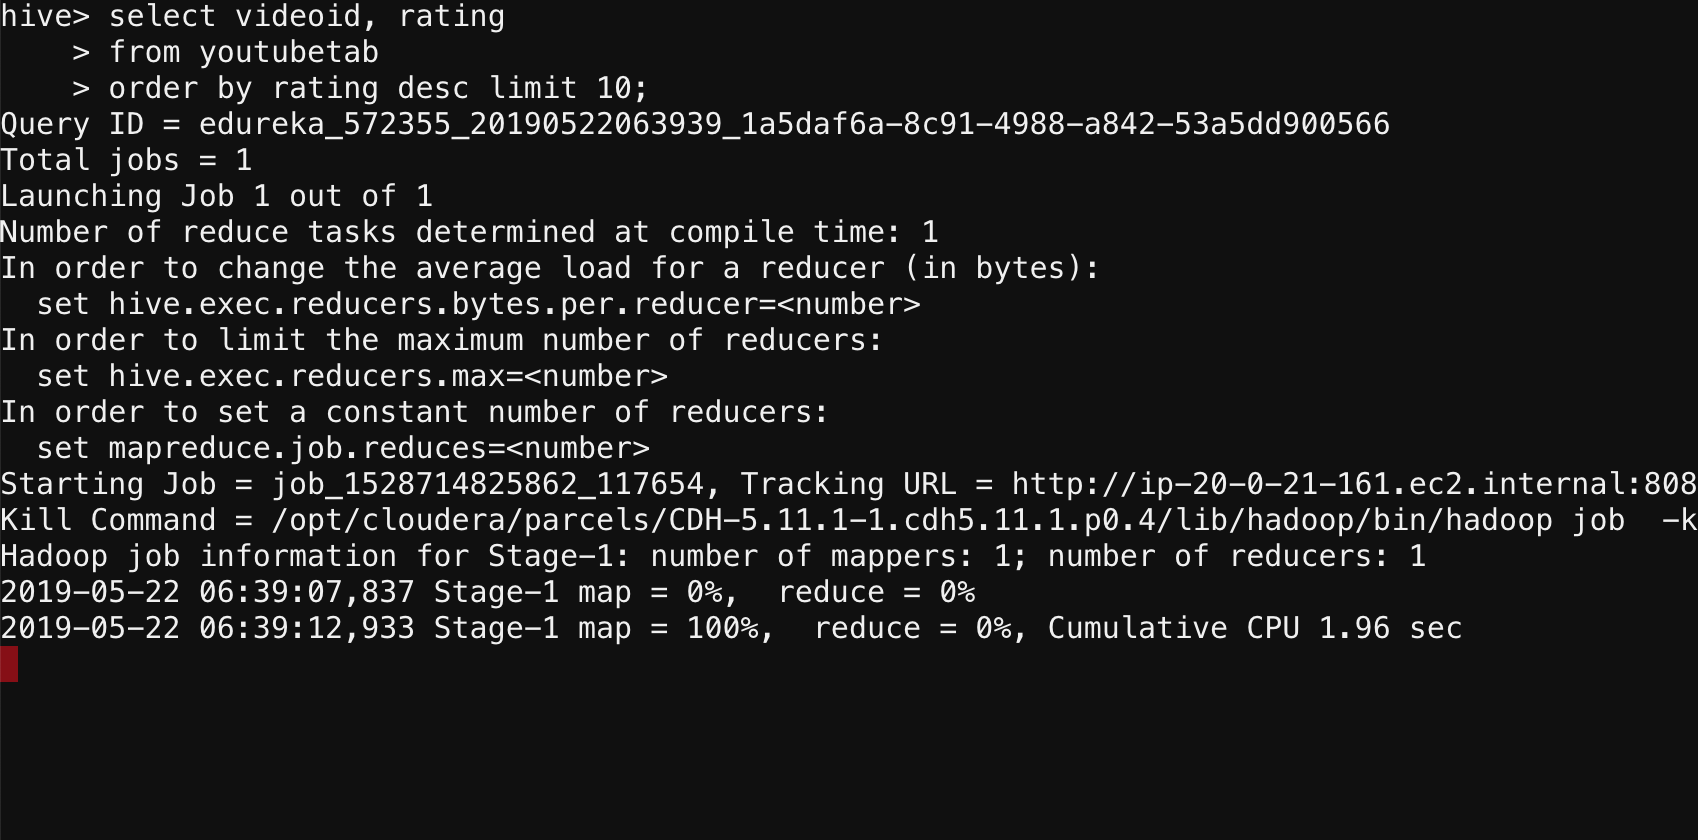 hive> select videoid, rating
    > from youtubetab
    > order by rating desc limit 10;
Query ID = edureka_572355_20190522063939_1a5daf6a-8c91-4988-a842-53a5dd900566
Total jobs = 1
Launching Job 1 out of 1
Number of reduce tasks determined at compile time: 1
In order to change the average load for a reducer (in bytes):
  set hive.exec.reducers.bytes.per.reducer=<number>
In order to limit the maximum number of reducers:
  set hive.exec.reducers.max=<number>
In order to set a constant number of reducers:
  set mapreduce.job.reduces=<number>
Starting Job = job_1528714825862_117654, Tracking URL = http://ip-20-0-21-161.ec2.internal:808
Kill Command = /opt/cloudera/parcels/CDH-5.11.1-1.cdh5.11.1.p0.4/lib/hadoop/bin/hadoop job  -k
Hadoop job information for Stage-1: number of mappers: 1; number of reducers: 1
2019-05-22 06:39:07,837 Stage-1 map = 0%,  reduce = 0%
2019-05-22 06:39:12,933 Stage-1 map = 100%,  reduce = 0%, Cumulative CPU 1.96 sec